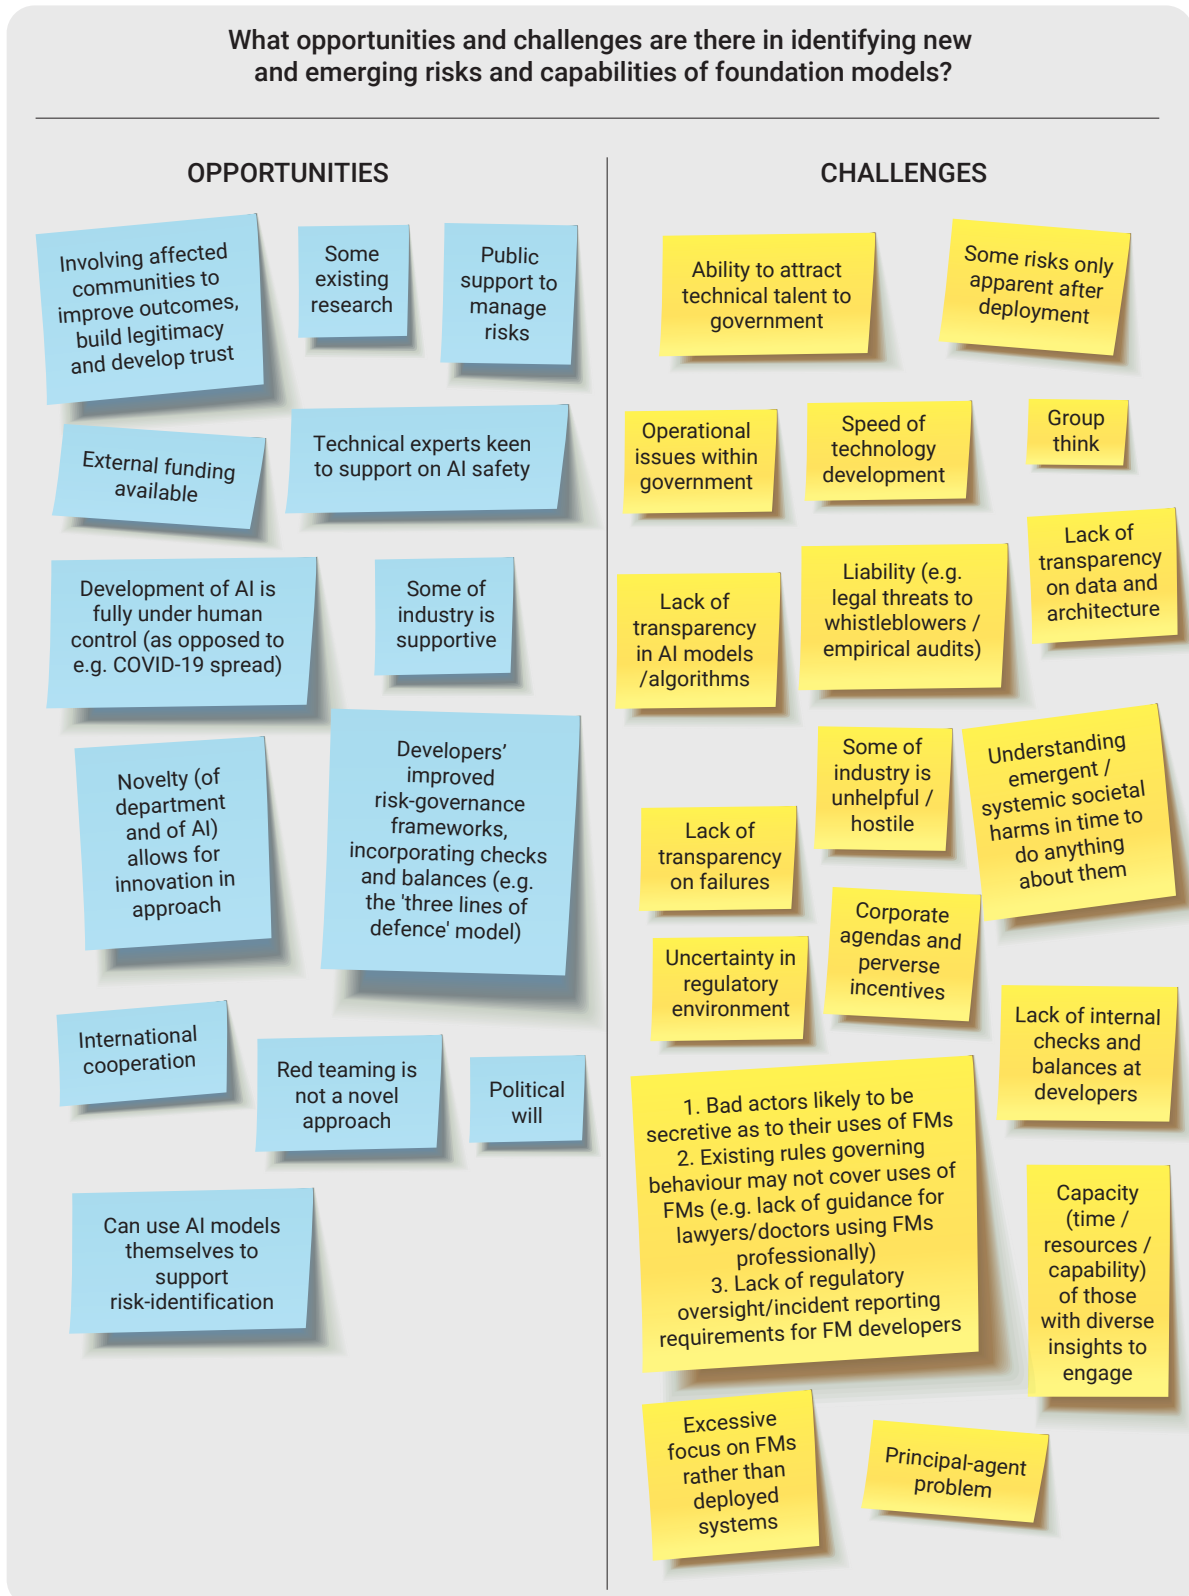 What opportunities and challenges are there in identifying new
and emerging risks and capabilities of foundation models?
OPPORTUNITIES
Involving affected
communities to
improve outcomes,
build legitimacy
and develop trust
Some
existing
research
Public
support to
manage
risks
External funding
available
Technical experts keen
to support on AI safety
Development of AI is
fully under human
control (as opposed to
e.g. COVID-19 spread)
Some of
industry is
supportive
Novelty (of
department
and of AI)
allows for
innovation in
approach
Developers’
improved
risk-governance
frameworks,
incorporating checks
and balances (e.g.
the 'three lines of
defence' model)
International
cooperation
Red teaming is
not a novel
approach
Political
will
Can use AI models
themselves to
support
risk-identification
CHALLENGES
Ability to attract
technical talent to
government
Some risks only
apparent after
deployment
Operational
issues within
government
Speed of
technology
development
Group
think
Lack of
transparency
in AI models
/algorithms
Liability (e.g.
legal threats to
whistleblowers /
empirical audits)
Lack of
transparency
on data and
architecture
Lack of
transparency
on failures
Some of
industry is
unhelpful /
hostile
Understanding
emergent /
systemic societal
harms in time to
do anything
about them
Uncertainty in
regulatory
environment
Corporate
agendas and
perverse
incentives
Lack of internal
checks and
balances at
developers
1. Bad actors likely to be
secretive as to their uses of FMs
2. Existing rules governing
behaviour may not cover uses of
FMs (e.g. lack of guidance for
lawyers/doctors using FMs
professionally)
3. Lack of regulatory
oversight/incident reporting
requirements for FM developers
Capacity
(time /
resources /
capability)
of those
with diverse
insights to
engage
Excessive
focus on FMs
rather than
deployed
systems
Principal-agent
problem